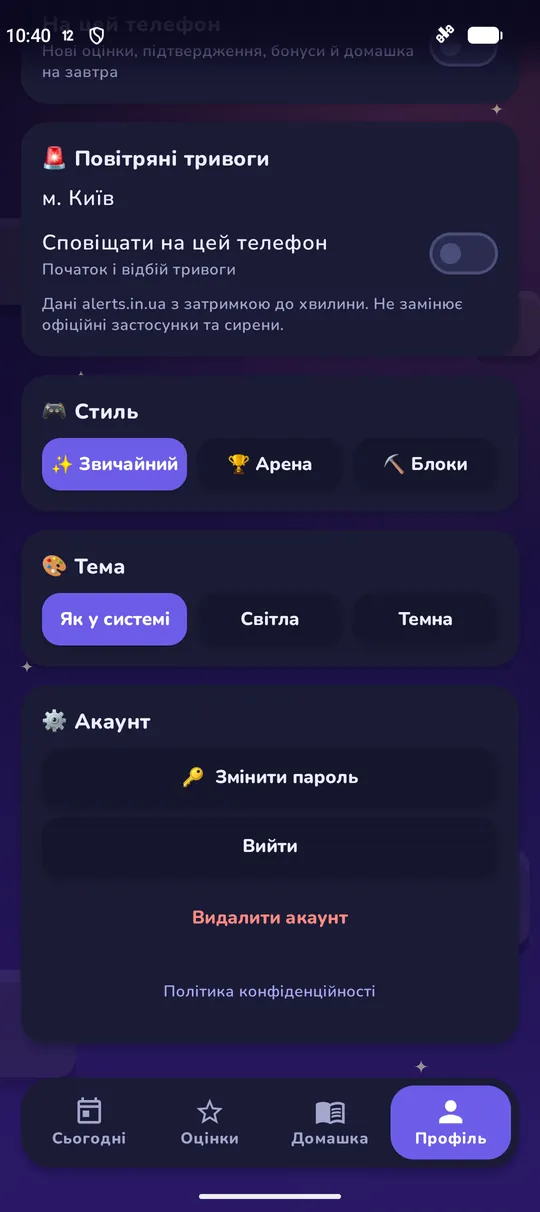 На цей телефон
10:40 12
Нові оцінки, підтвердження, бонуси й домашка
на завтра
🚨 Повітряні тривоги
м. Київ
Сповіщати на цей телефон
Початок і відбій тривоги
Дані alerts.in.ua з затримкою до хвилини. Не замінює
офіційні застосунки та сирени.
🎮 Стиль
✨ Звичайний 🏆 Арена ⛏️ Блоки
🎨 Тема
Як у системі Світла Темна
⚙️ Акаунт
🔑 Змінити пароль
Вийти
Видалити акаунт
Політика конфіденційності
Сьогодні Оцінки Домашка Профіль